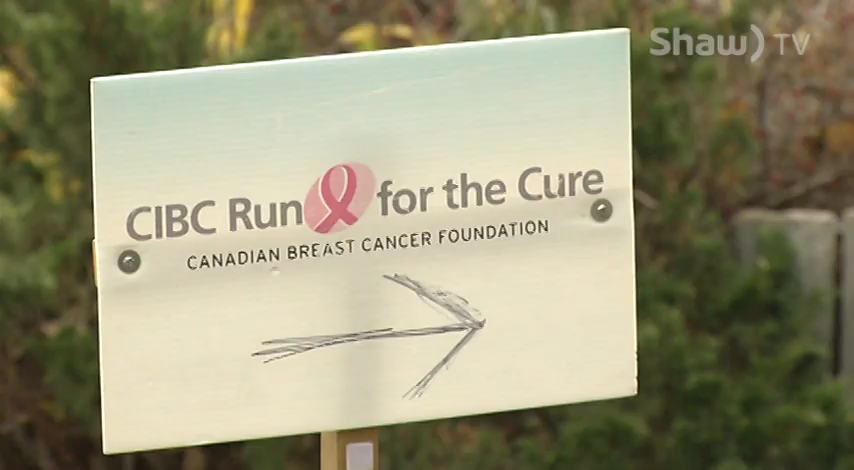 Shaw) TV
CIBC Run for the Cure
CANADIAN BREAST CANCER FOUNDATION